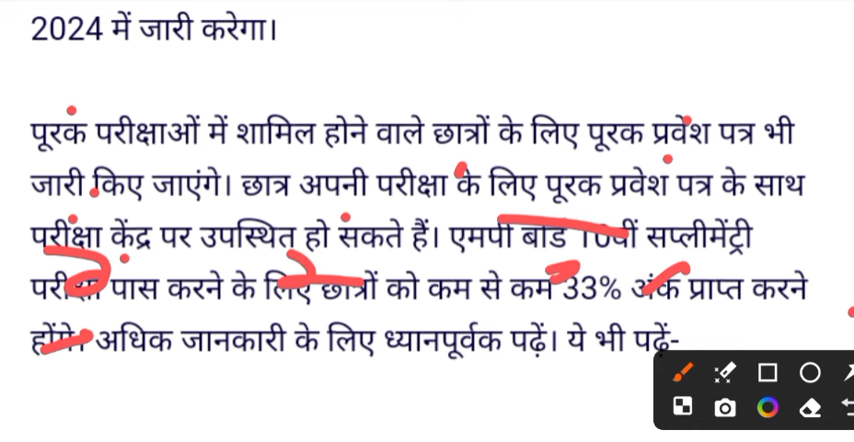 2024 में जारी करेगा।
पूरक परीक्षाओं में शामिल होने वाले छात्रों के लिए पूरक प्रवेश पत्र भी
जारी किए जाएंगे। छात्र अपनी परीक्षा के लिए पूरक प्रवेश पत्र के साथ
परीक्षा केंद्र पर उपस्थित हो सकते हैं। एमपी बोर्ड 10वीं सप्लीमेंट्री
परीक्षा पास करने के लिए छात्रों को कम से कम 33% अंक प्राप्त करने
होंगे। अधिक जानकारी के लिए ध्यानपूर्वक पढ़ें। ये भी पढ़ें-